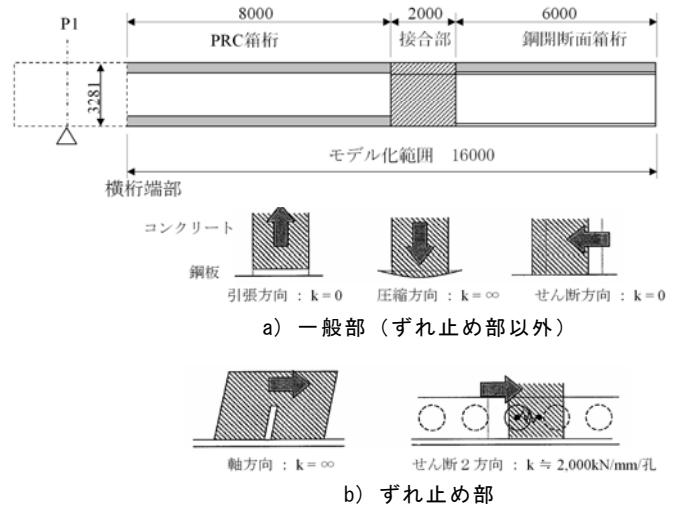 8000 2000 6000
P1
PRC箱桁 接合部 鋼開断面箱桁
3281
モデル化範囲 16000
横桁端部
コンクリート
鋼板
引張方向：k＝0 圧縮方向：k＝∞ せん断方向：k＝0
a) 一般部（ずれ止め部以外）
軸方向：k＝∞ せん断２方向：k≒2,000kN/mm/孔
b) ずれ止め部